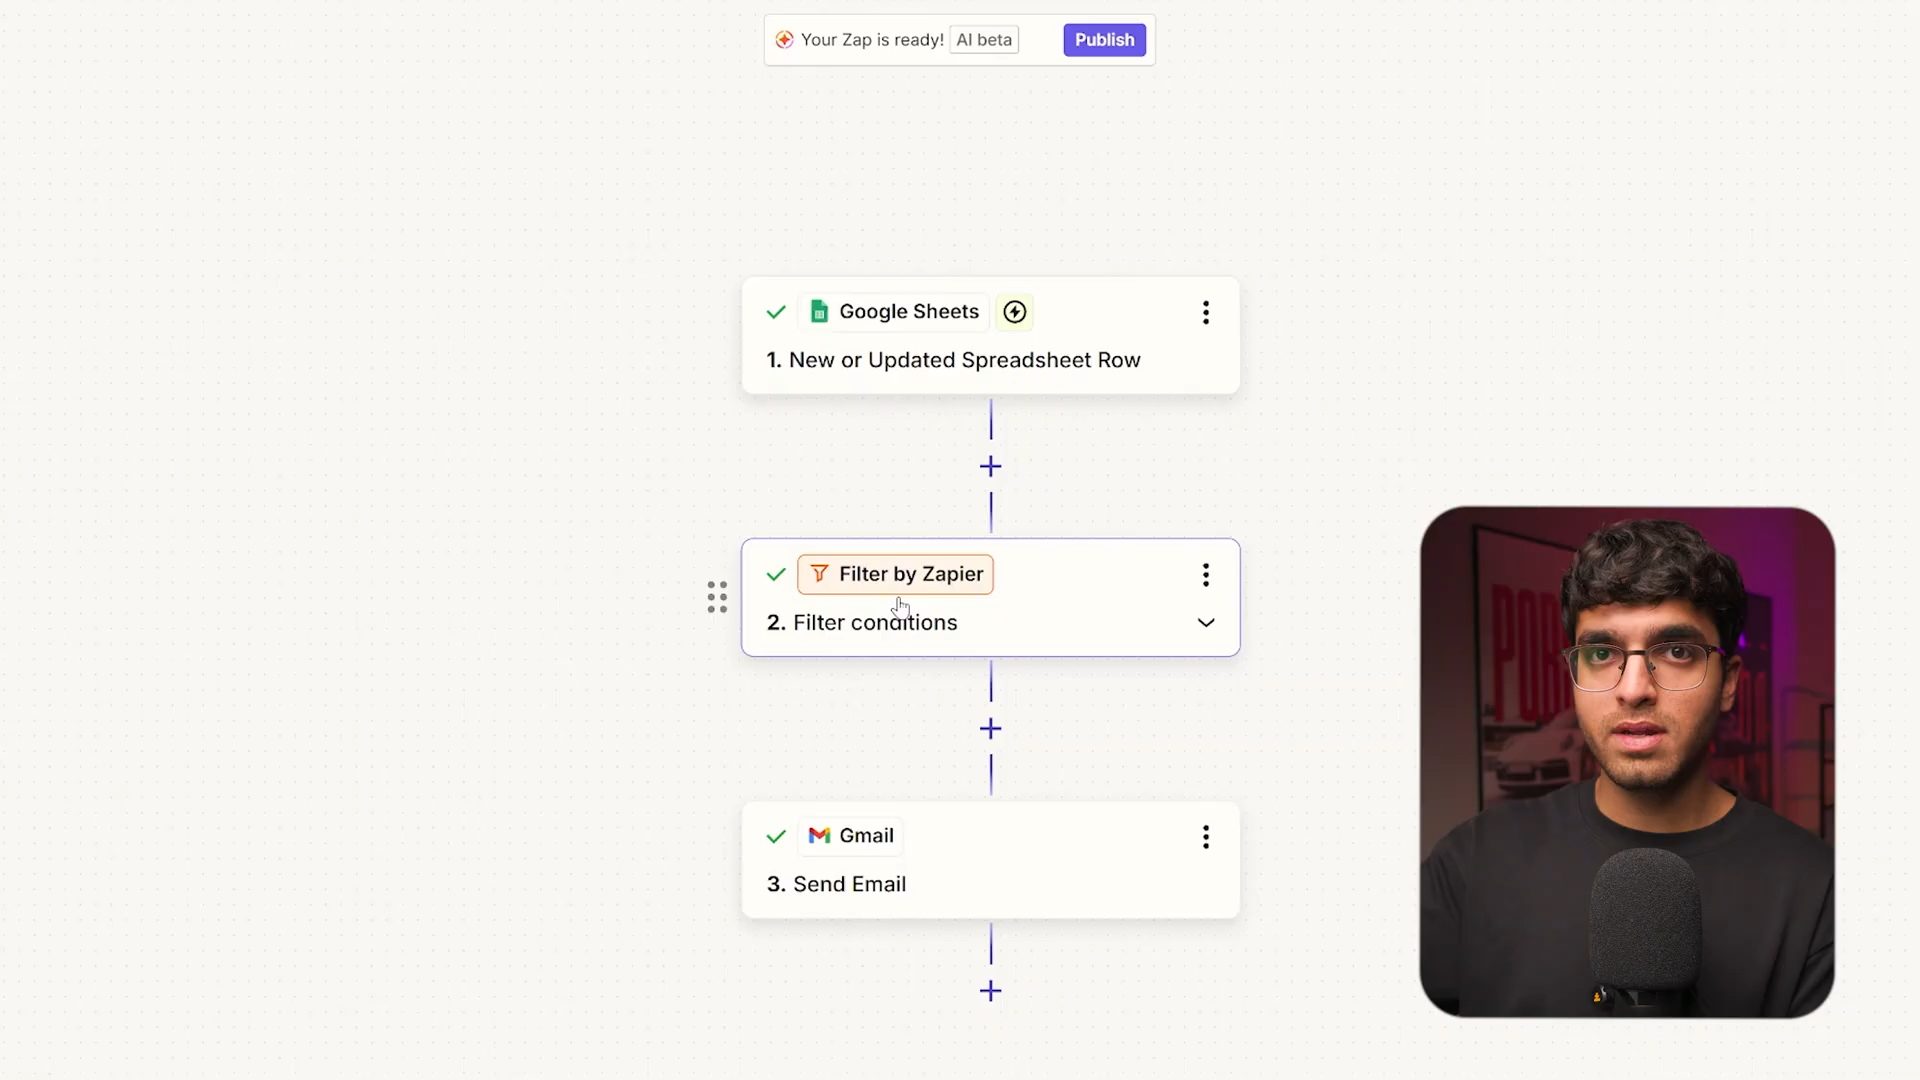 Your Zap is ready! AI beta Publish
Google Sheets
1. New or Updated Spreadsheet Row
Filter by Zapier
2. Filter conditions
Gmail
3. Send Email